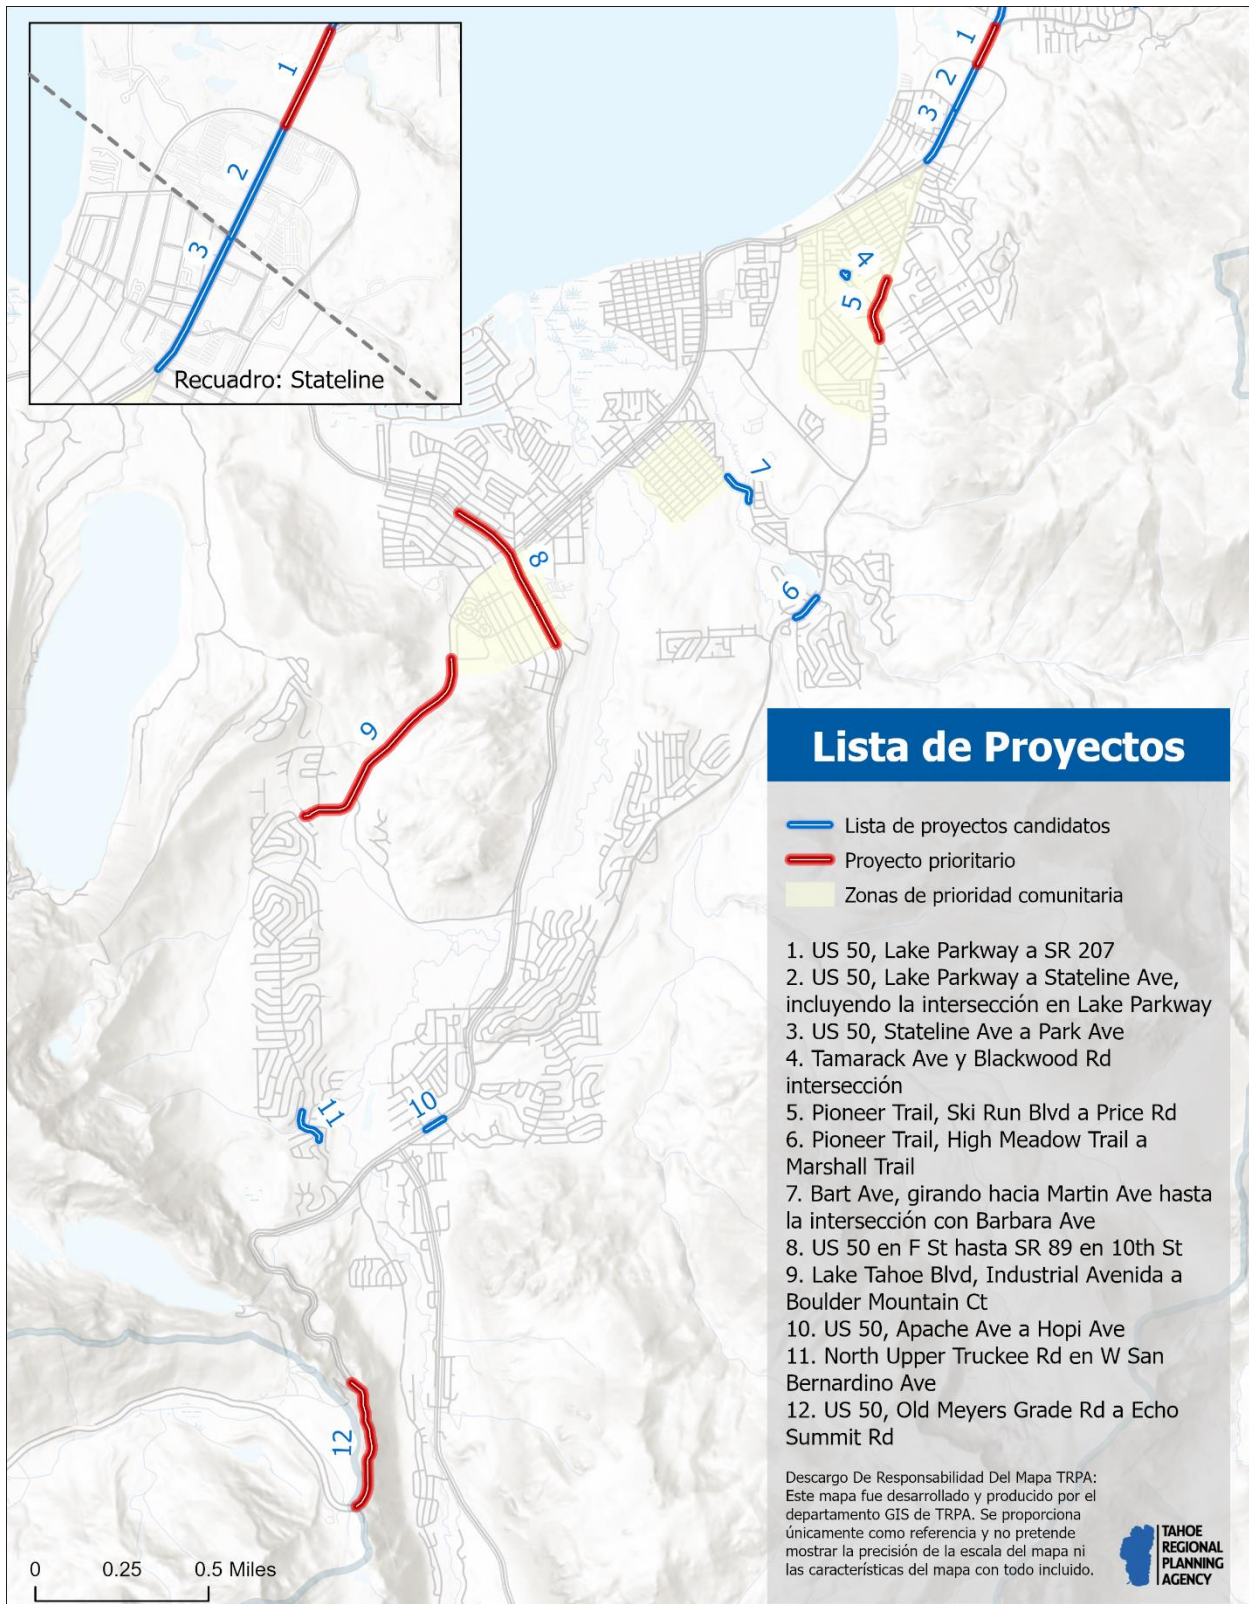 1
2
3
Recuadro: Stateline
1
2
3
4
5
7
8
6
9
11
10
12
Lista de Proyectos
Lista de proyectos candidatos
Proyecto prioritario
Zonas de prioridad comunitaria
1. US 50, Lake Parkway a SR 207
2. US 50, Lake Parkway a Stateline Ave,
incluyendo la intersección en Lake Parkway
3. US 50, Stateline Ave a Park Ave
4. Tamarack Ave y Blackwood Rd
intersección
5. Pioneer Trail, Ski Run Blvd a Price Rd
6. Pioneer Trail, High Meadow Trail a
Marshall Trail
7. Bart Ave, girando hacia Martin Ave hasta
la intersección con Barbara Ave
8. US 50 en F St hasta SR 89 en 10th St
9. Lake Tahoe Blvd, Industrial Avenida a
Boulder Mountain Ct
10. US 50, Apache Ave a Hopi Ave
11. North Upper Truckee Rd en W San
Bernardino Ave
12. US 50, Old Meyers Grade Rd a Echo
Summit Rd
Descargo De Responsabilidad Del Mapa TRPA:
Este mapa fue desarrollado y producido por el
departamento GIS de TRPA. Se proporciona
únicamente como referencia y no pretende
mostrar la precisión de la escala del mapa ni
las características del mapa con todo incluido.
TAHOE
REGIONAL
PLANNING
AGENCY
0 0.25 0.5 Miles